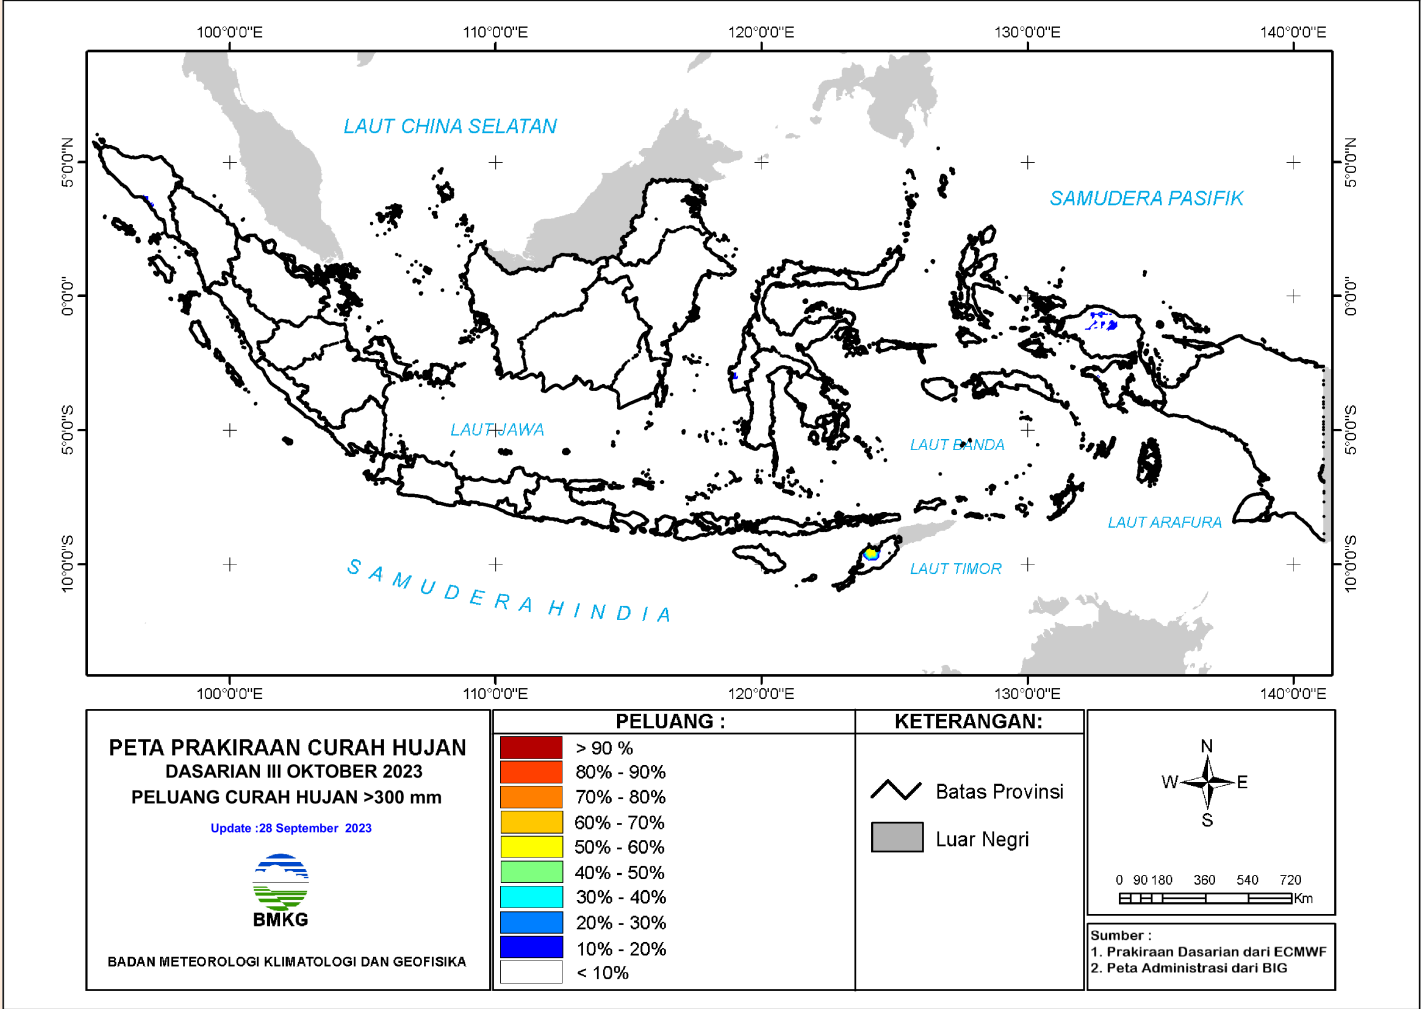 100°0'0"E 110°0'0"E 120°0'0"E 130°0'0"E 140°0'0"E
LAUT CHINA SELATAN
5°0'0"N 5°0'0"N
SAMUDERA PASIFIK
0°0'0" 0°0'0"
LAUT JAWA
5°0'0"S 5°0'0"S
LAUT BANDA
LAUT ARAFURA
10°0'0"S 10°0'0"S
LAUT TIMOR
SAMUDERA HINDIA
100°0'0"E 110°0'0"E 120°0'0"E 130°0'0"E 140°0'0"E
PETA PRAKIRAAN CURAH HUJAN
DASARIAN III OKTOBER 2023
PELUANG CURAH HUJAN >300 mm
Update :28 September 2023
BMKG
BADAN METEOROLOGI KLIMATOLOGI DAN GEOFISIKA
PELUANG :
> 90 %
80% - 90%
70% - 80%
60% - 70%
50% - 60%
40% - 50%
30% - 40%
20% - 30%
10% - 20%
< 10%
KETERANGAN:
Batas Provinsi
Luar Negri
N
W E
S
0 90 180 360 540 720
Km
Sumber :
1. Prakiraan Dasarian dari ECMWF
2. Peta Administrasi dari BIG